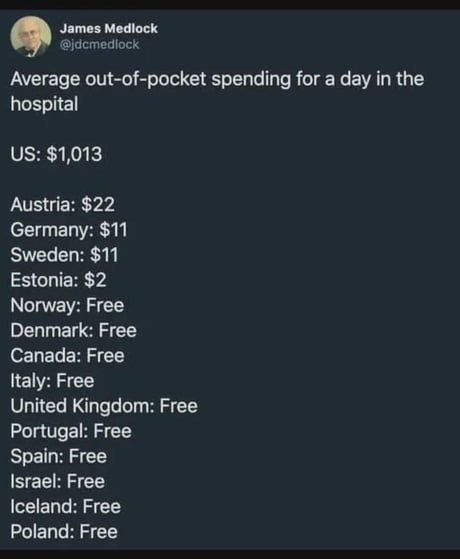 James Medlock
@jdcmedlock
Average out-of-pocket spending for a day in the
hospital
US: $1,013
Austria: $22
Germany: $11
Sweden: $11
Estonia: $2
Norway: Free
Denmark: Free
Canada: Free
Italy: Free
United Kingdom: Free
Portugal: Free
Spain: Free
Israel: Free
Iceland: Free
Poland: Free